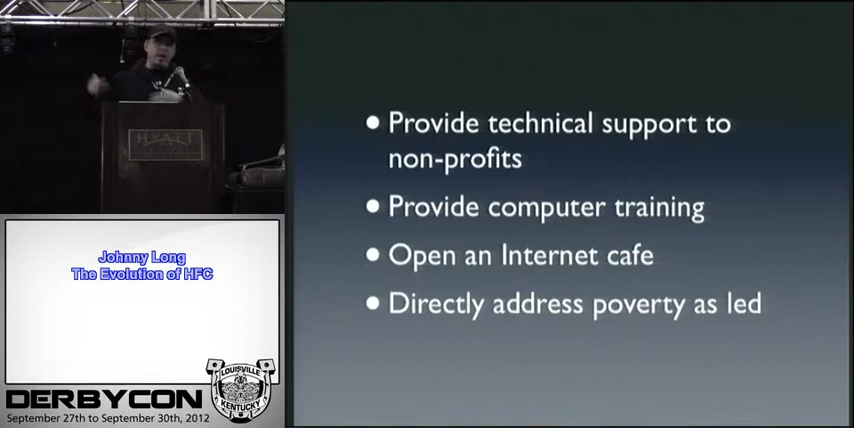 HYATT
• Provide technical support to
non-profits
• Provide computer training
• Open an Internet cafe
• Directly address poverty as led
Johnny Long
The Evolution of HFC
DERBYCON
September 27th to September 30th, 2012
LOUISVILLE
KENTUCKY